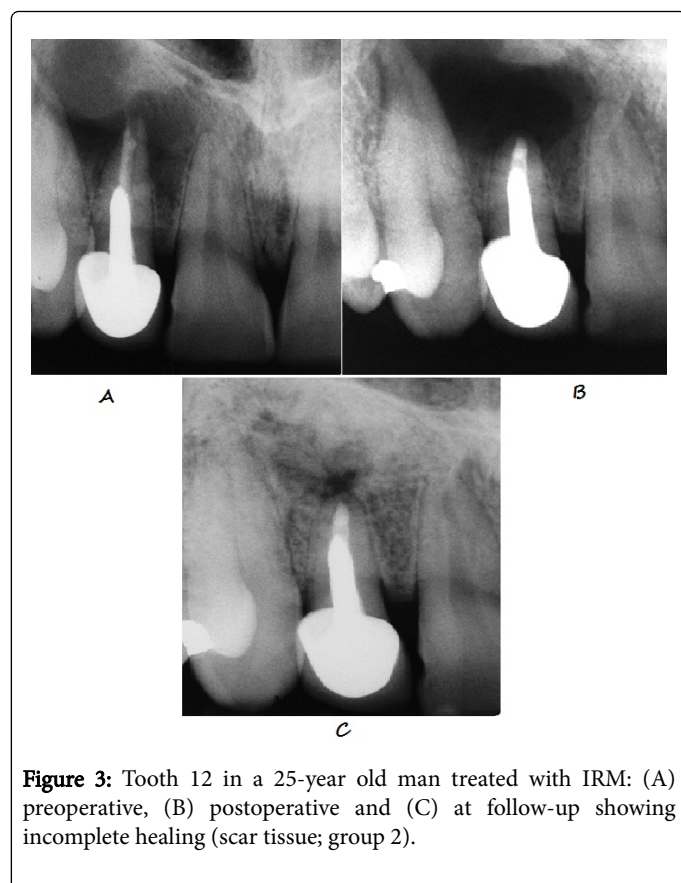 A
B
C
Figure 3: Tooth 12 in a 25-year old man treated with IRM: (A)
preoperative, (B) postoperative and (C) at follow-up showing
incomplete healing (scar tissue; group 2).